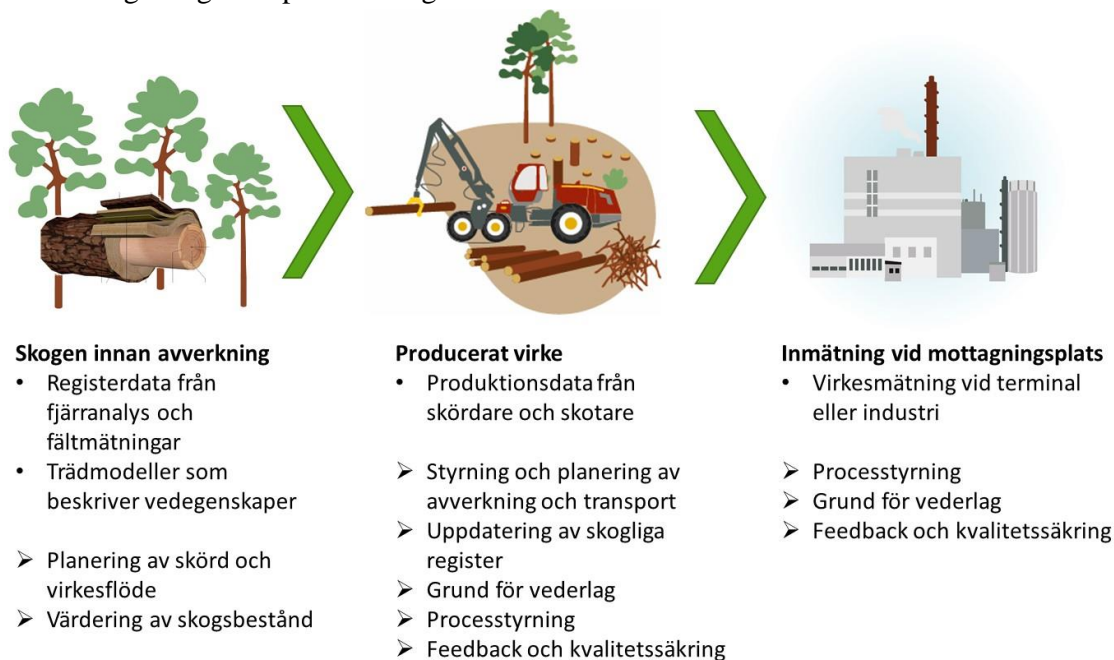 Skogen innan avverkning
• Registerdata från
fjärranalys och
fältmätningar
• Trädmodeller som
beskriver vedegenskaper
➢ Planering av skörd och
virkesflöde
➢ Värdering av skogsbestånd
Producerat virke
• Produktionsdata från
skördare och skotare
➢ Styrning och planering av
avverkning och transport
➢ Uppdatering av skogliga
register
➢ Grund för vederlag
➢ Processtyrning
➢ Feedback och kvalitetssäkring
Inmätning vid mottagningsplats
• Virkesmätning vid terminal
eller industri
➢ Processtyrning
➢ Grund för vederlag
➢ Feedback och kvalitetssäkring